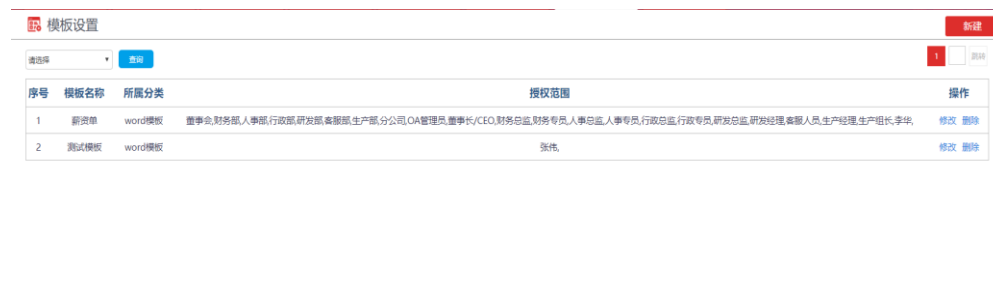 模板设置
新建
请选择 查询 1 跳转
序号 模板名称 所属分类 授权范围 操作
1 薪资单 word模板 董事会,财务部,人事部,行政部,研发部,客服部,生产部,分公司,OA管理员,董事长/CEO,财务总监,财务专员,人事总监,人事专员,行政总监,行政专员,研发总监,研发经理,客服人员,生产经理,生产组长,李华, 修改 删除
2 测试模板 word模板 张伟, 修改 删除